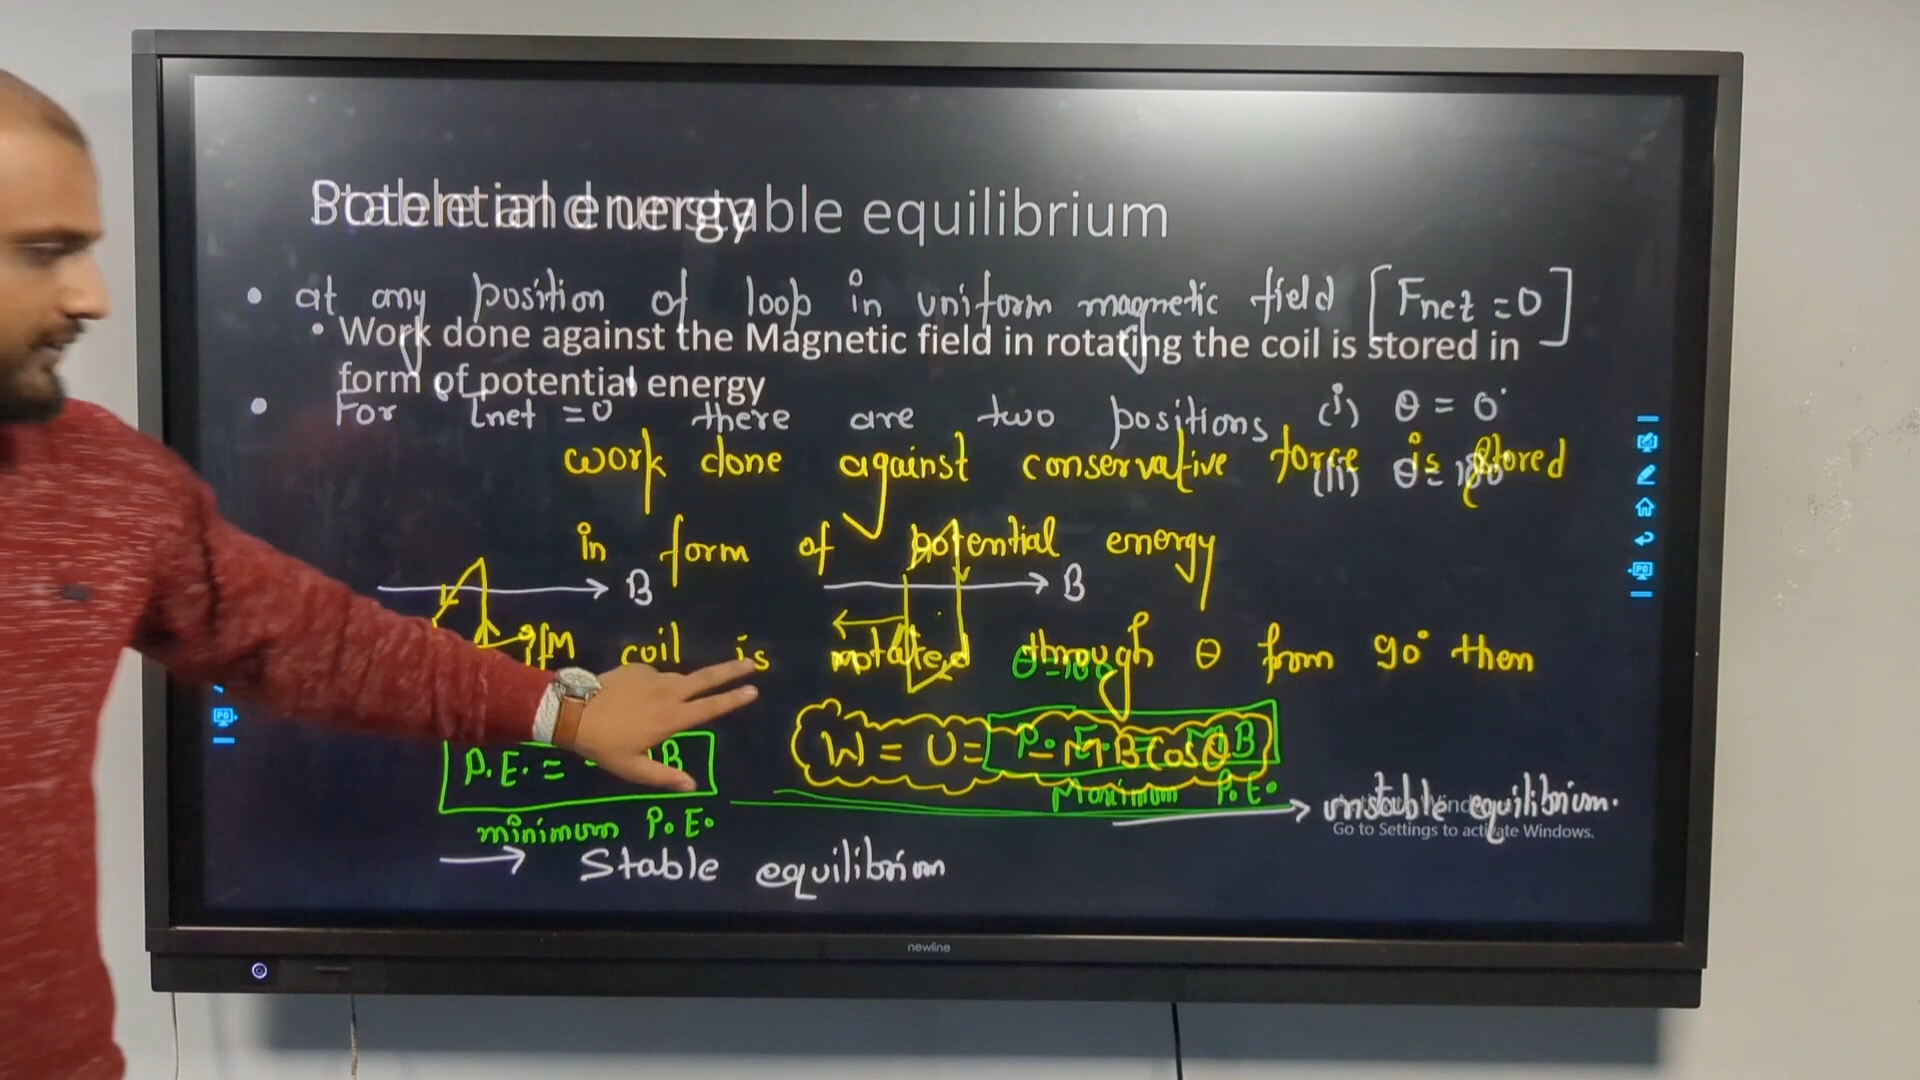 Potential energy
Stable and unstable equilibrium
• at any position of loop in uniform magnetic field [Fnet = 0]
• Work done against the Magnetic field in rotating the coil is stored in
form of potential energy
• For τnet = 0 there are two positions (i) θ = 0°
(ii) θ = 180°
work done against conservative force is stored
in form of potential energy
B
B
M
If coil is rotated through θ from 90° then
θ = 180
W = U = -MBCosθ
P.E. = MB
P.E. = - MB
Maximum P.E.
minimum P.E.
→ unstable equilibrium.
Go to Settings to activate Windows.
→ Stable equilibrium
newline